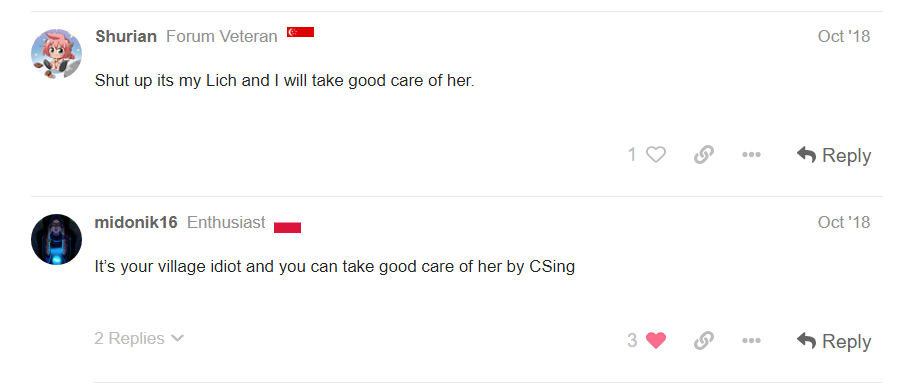 Shurian Forum Veteran Oct '18
Shut up its my Lich and I will take good care of her.
1 Reply
midonik16 Enthusiast Oct '18
It’s your village idiot and you can take good care of her by CSing
2 Replies 3 Reply